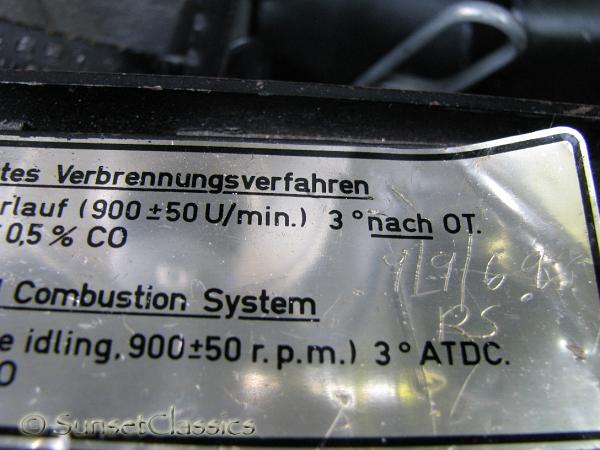 tes Verbrennungsverfahren
rlauf (900 ±50 U/min.) 3° nach OT.
0,5 % CO
Combustion System
e idling, 900±50 r.p.m.) 3° ATDC.
O
RS
© SunsetClassics